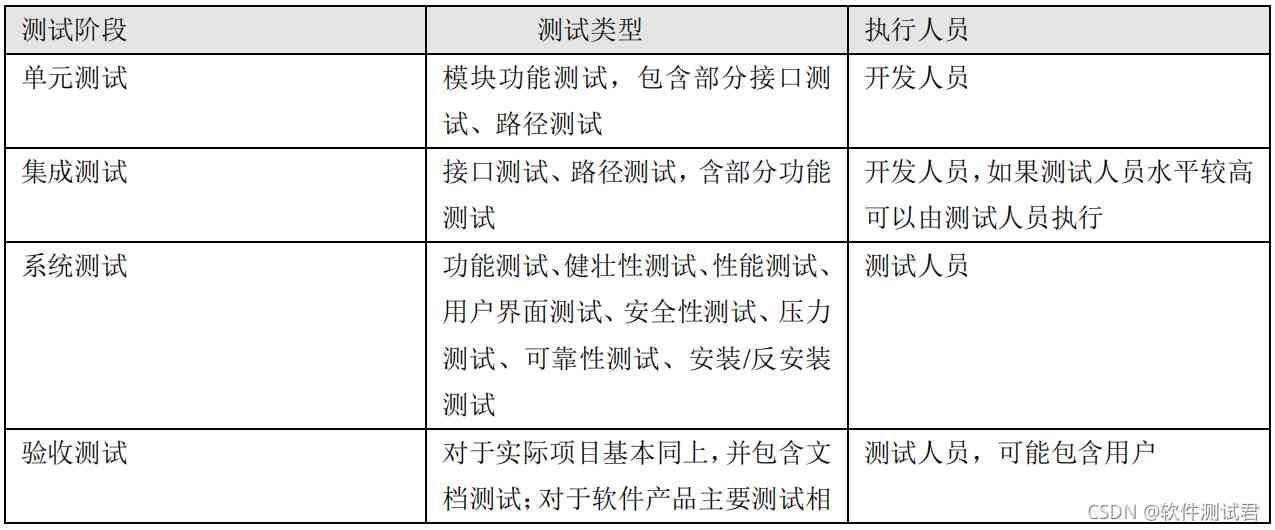 测试阶段 测试类型 执行人员
单元测试 模块功能测试，包含部分接口测 开发人员
试、路径测试
集成测试 接口测试、路径测试，含部分功能 开发人员，如果测试人员水平较高
测试 可以由测试人员执行
系统测试 功能测试、健壮性测试、性能测试、 测试人员
用户界面测试、安全性测试、压力
测试、可靠性测试、安装/反安装
测试
验收测试 对于实际项目基本同上，并包含文 测试人员，可能包含用户
档测试；对于软件产品主要测试相
CSDN @软件测试君